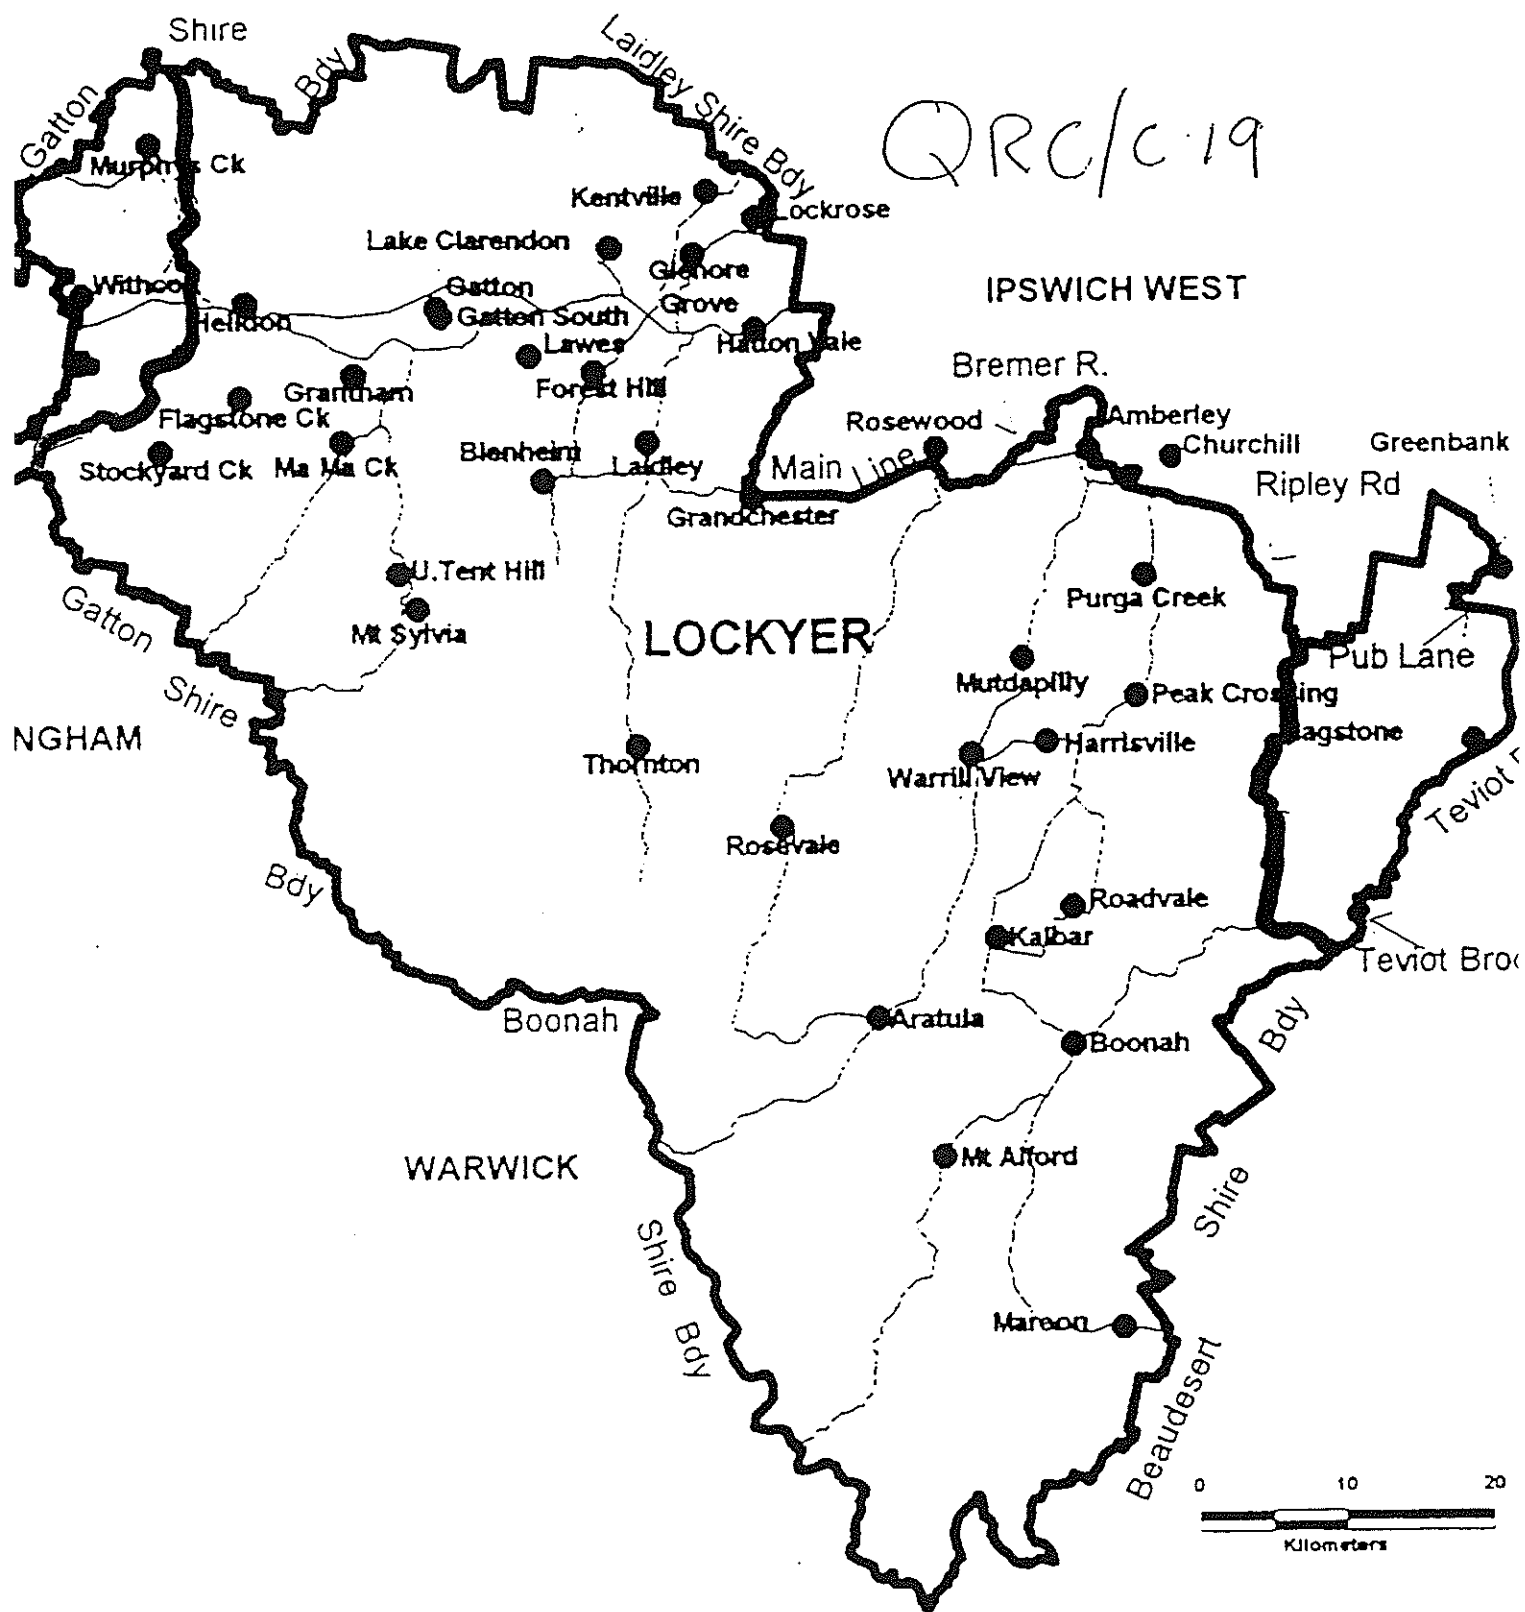 Shire
Bdy
Laidley Shire Bdy
QRC/C.19
Gatton
Murphys Ck
Kentville
Lockrose
Lake Clarendon
Glenore
Grove
IPSWICH WEST
Gatton
Gatton South
Helidon
Lawes
Hatton Vale
Grantham
Forest Hill
Bremer R.
Flagstone Ck
Rosewood
Amberley
Churchill
Greenbank
Stockyard Ck
Ma Ma Ck
Blenheim
Laidley
Main Line
Ripley Rd
Grandchester
U.Tent Hill
Gatton
Mt Sylvia
LOCKYER
Purga Creek
Pub Lane
Shire
Mutdapilly
Peak Crossing
NGHAM
Thornton
Warrill View
Harrisville
lagstone
Teviot
Rosevale
Bdy
Roadvale
Kalbar
Teviot Broo
Boonah
Aratula
Boonah
Bdy
WARWICK
Mt Alford
Shire
Shire
Bdy
Maroon
Beaudesert
0 10 20
Kilometers